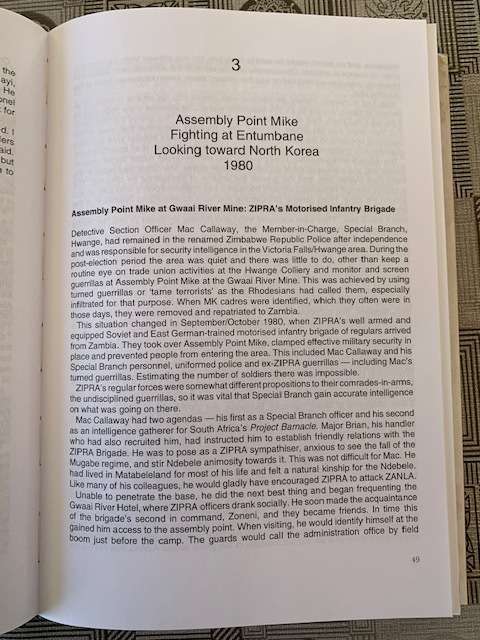 the
ayi,
He
onel
for
d. I
ers
aid.
but
to
3
Assembly Point Mike
Fighting at Entumbane
Looking toward North Korea
1980
Assembly Point Mike at Gwaai River Mine: ZIPRA's Motorised Infantry Brigade
Detective Section Officer Mac Callaway, the Member-in-Charge, Special Branch,
Hwange, had remained in the renamed Zimbabwe Republic Police after independence
and was responsible for security intelligence in the Victoria Falls/Hwange area. During the
post-election period the area was quiet and there was little to do, other than keep a
routine eye on trade union activities at the Hwange Colliery and monitor and screen
guerrillas at Assembly Point Mike at the Gwaai River Mine. This was achieved by using
turned guerrillas or 'tame terrorists' as the Rhodesians had called them, especially
infiltrated for that purpose. When MK cadres were identified, which they often were in
those days, they were removed and repatriated to Zambia.
This situation changed in September/October 1980, when ZIPRA's well armed and
equipped Soviet and East German-trained motorised infantry brigade of regulars arrived
from Zambia. They took over Assembly Point Mike, clamped effective military security in
place and prevented people from entering the area. This included Mac Callaway and his
Special Branch personnel, uniformed police and ex-ZIPRA guerrillas — including Mac's
turned guerrillas. Estimating the number of soldiers there was impossible.
ZIPRA's regular forces were somewhat different propositions to their comrades-in-arms,
the undisciplined guerrillas, so it was vital that Special Branch gain accurate intelligence
on what was going on there.
Mac Callaway had two agendas — his first as a Special Branch officer and his second
as an intelligence gatherer for South Africa's Project Barnacle. Major Brian, his handler
who had also recruited him, had instructed him to establish friendly relations with the
ZIPRA Brigade. He was to pose as a ZIPRA sympathiser, anxious to see the fall of the
Mugabe regime, and stir Ndebele animosity towards it. This was not difficult for Mac. He
had lived in Matabeleland for most of his life and felt a natural kinship for the Ndebele.
Like many of his colleagues, he would gladly have encouraged ZIPRA to attack ZANLA.
Unable to penetrate the base, he did the next best thing and began frequenting the
Gwaai River Hotel, where ZIPRA officers drank socially. He soon made the acquaintance
of the brigade's second in command, Zoneni, and they became friends. In time this
gained him access to the assembly point. When visiting, he would identify himself at the
boom just before the camp. The guards would call the administration office by field
49